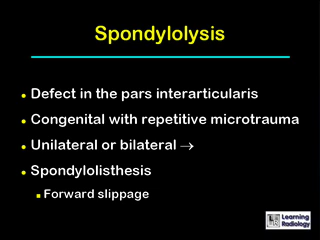 Spondylolysis
Defect in the pars interarticularis
Congenital with repetitive microtrauma
Unilateral or bilateral →
Spondylolisthesis
Forward slippage
Learning
Radiology